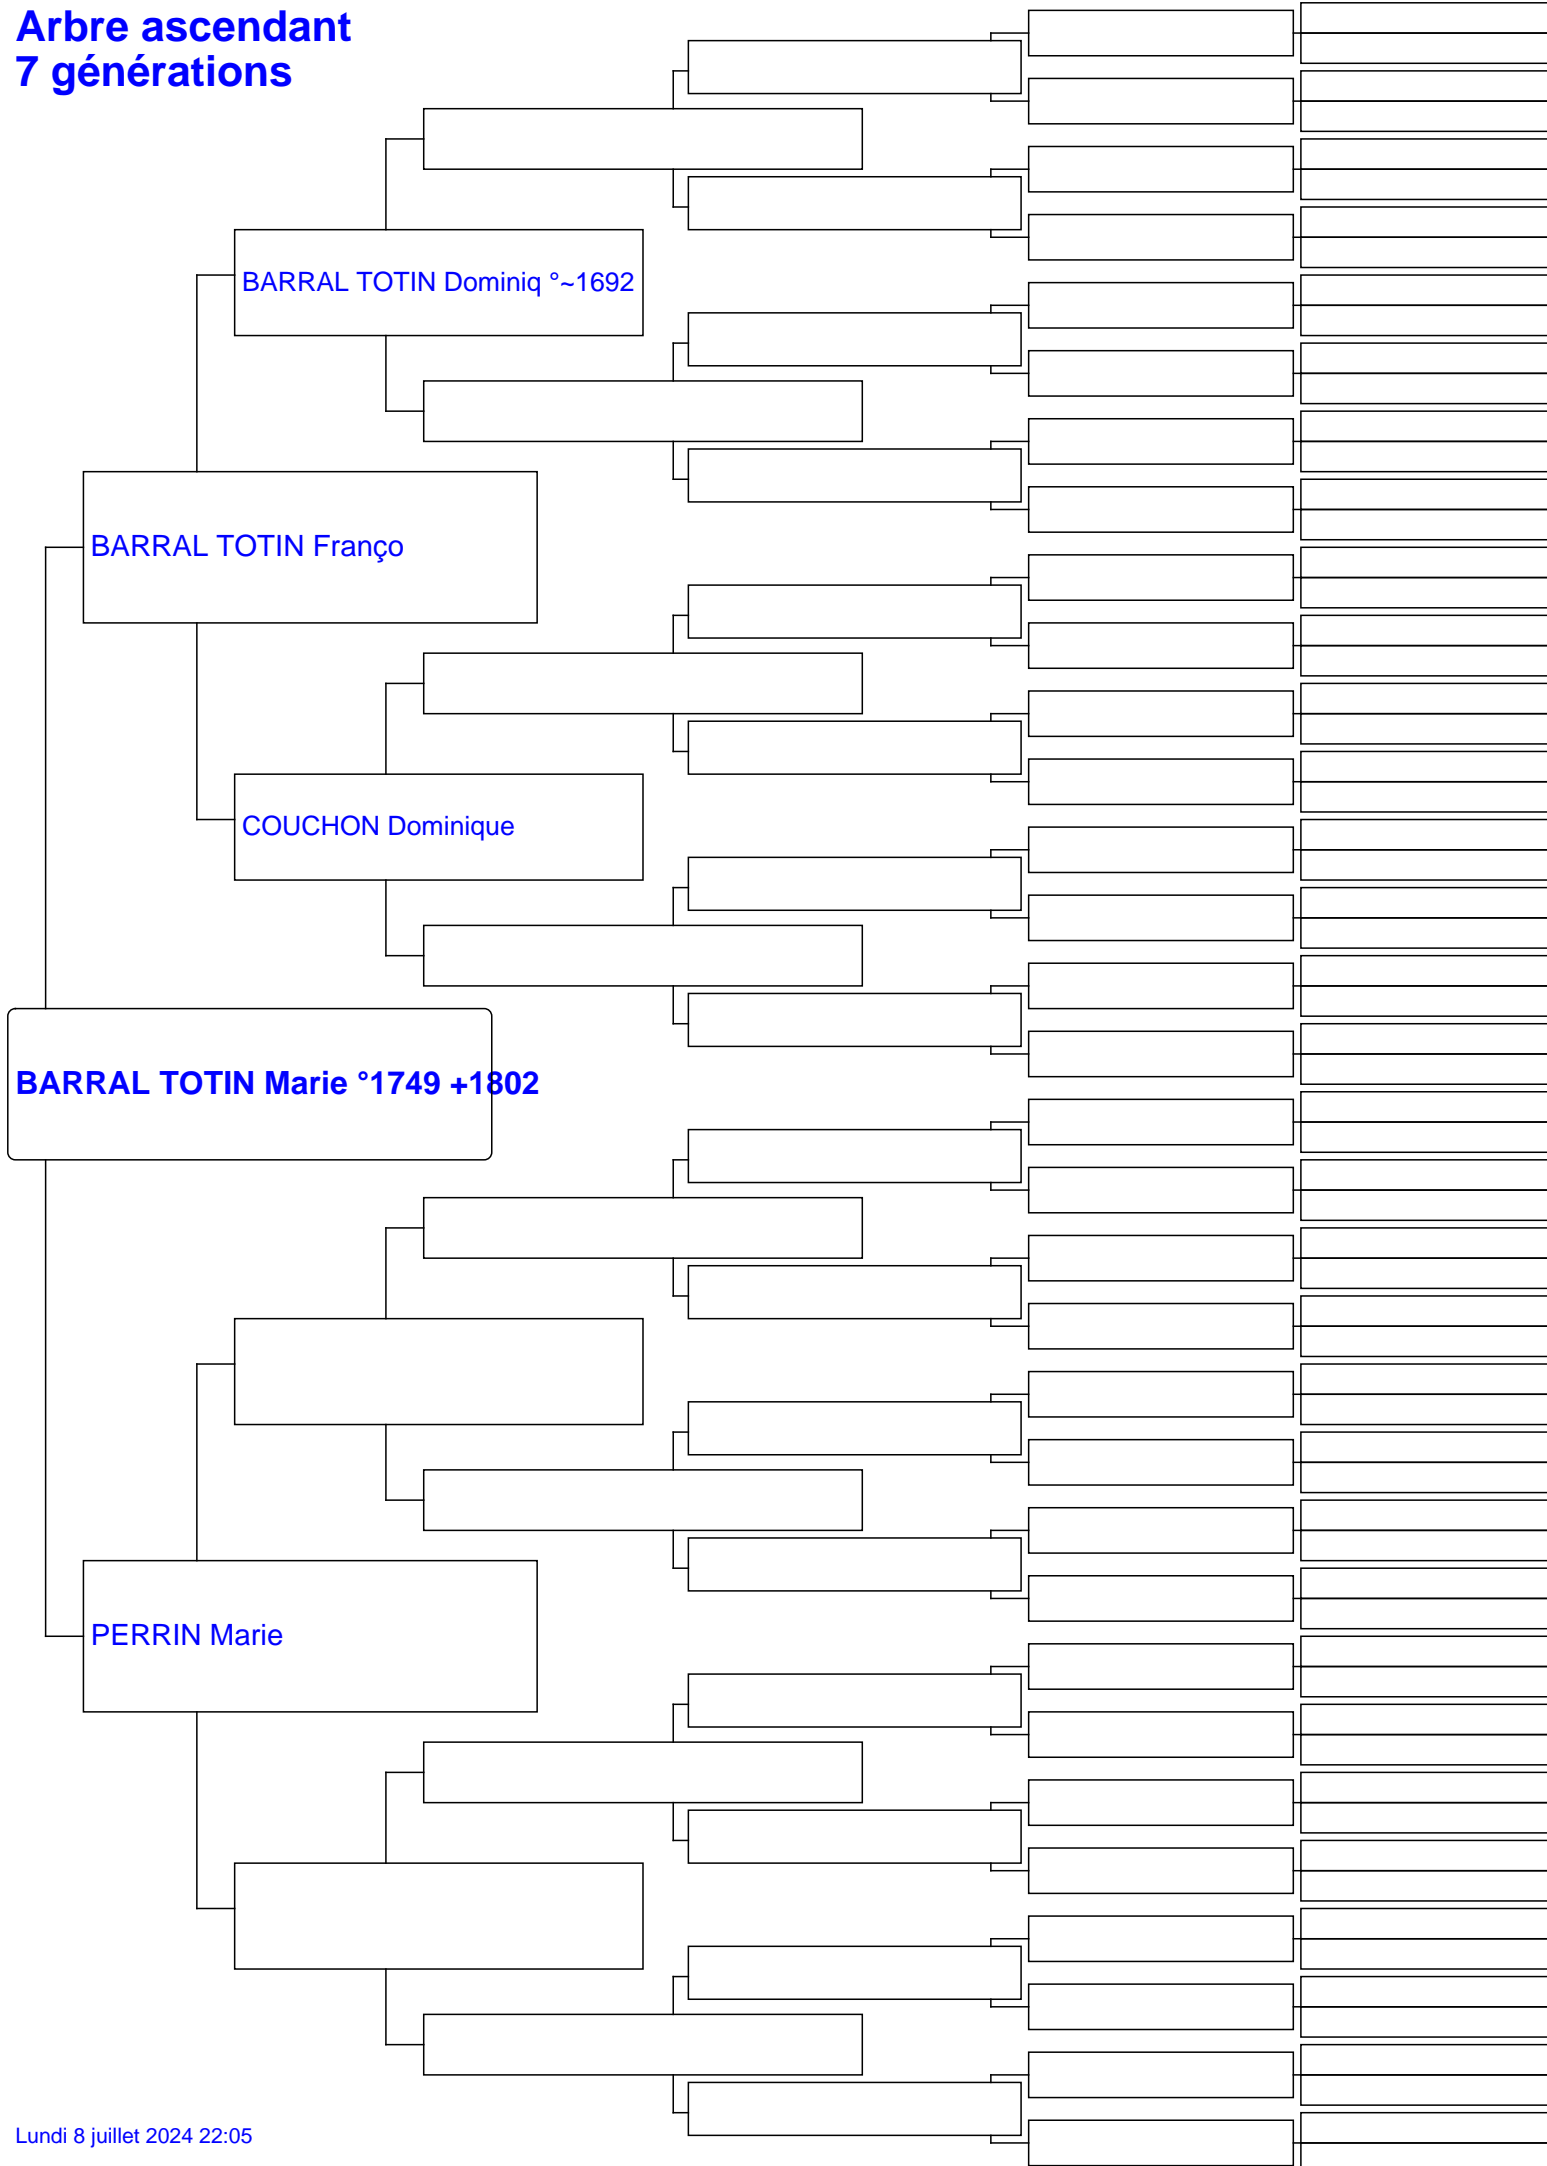 Arbre ascendant
7 générations
BARRAL TOTIN Dominiq °~1692
BARRAL TOTIN Franço
COUCHON Dominique
BARRAL TOTIN Marie °1749 +1802
PERRIN Marie
Lundi 8 juillet 2024 22:05